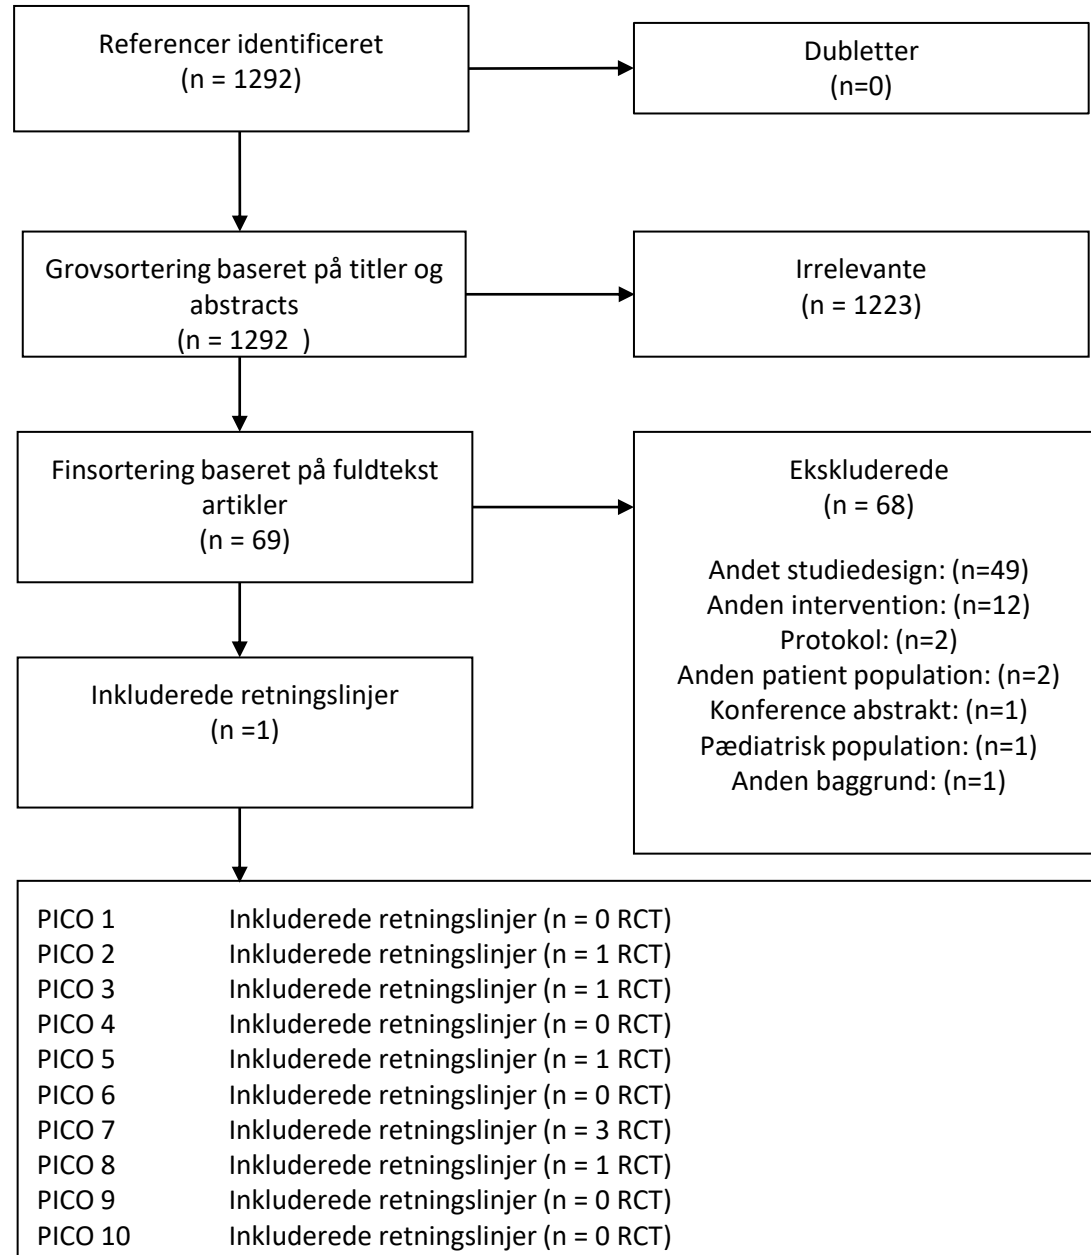 Referencer identificeret
(n = 1292)
Dubletter
(n=0)
Grovsortering baseret på titler og
abstracts
(n = 1292 )
Irrelevante
(n = 1223)
Finsortering baseret på fuldtekst
artikler
(n = 69)
Ekskluderede
(n = 68)
Andet studiedesign: (n=49)
Anden intervention: (n=12)
Protokol: (n=2)
Anden patient population: (n=2)
Konference abstrakt: (n=1)
Pædiatrisk population: (n=1)
Anden baggrund: (n=1)
Inkluderede retningslinjer
(n =1)
PICO 1 Inkluderede retningslinjer (n = 0 RCT)
PICO 2 Inkluderede retningslinjer (n = 1 RCT)
PICO 3 Inkluderede retningslinjer (n = 1 RCT)
PICO 4 Inkluderede retningslinjer (n = 0 RCT)
PICO 5 Inkluderede retningslinjer (n = 1 RCT)
PICO 6 Inkluderede retningslinjer (n = 0 RCT)
PICO 7 Inkluderede retningslinjer (n = 3 RCT)
PICO 8 Inkluderede retningslinjer (n = 1 RCT)
PICO 9 Inkluderede retningslinjer (n = 0 RCT)
PICO 10 Inkluderede retningslinjer (n = 0 RCT)